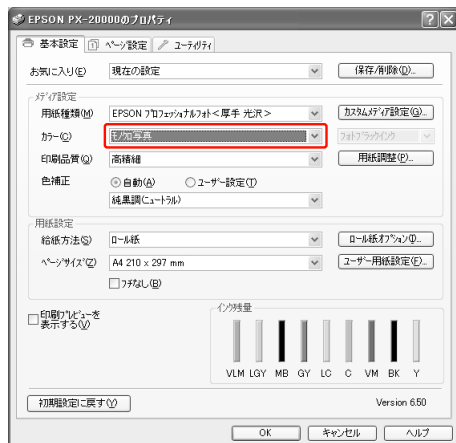 EPSON PX-20000のプロパティ
基本設定 ページ設定 ユーティリティ
お気に入り(E) 現在の設定 保存/削除(D)...
メディア設定
用紙種類(M) EPSON プロフェッショナルフォト<厚手 光沢> カスタムメディア設定(G)...
カラー(C) モノクロ写真 フォトブラックインク
印刷品質(Q) 高精細 用紙調整(P)...
色補正 自動(A) ユーザー設定(T)
純黒調(ニュートラル)
用紙設定
給紙方法(S) ロール紙 ロール紙オプション(I)...
ページサイズ(Z) A4 210 x 297 mm ユーザー用紙設定(F)...
フチなし(B)
印刷プレビューを
表示する(V)
インク残量
VLM LGY MB GY LC C VM BK Y
初期設定に戻す(Y) Version 6.50
OK キャンセル ヘルプ